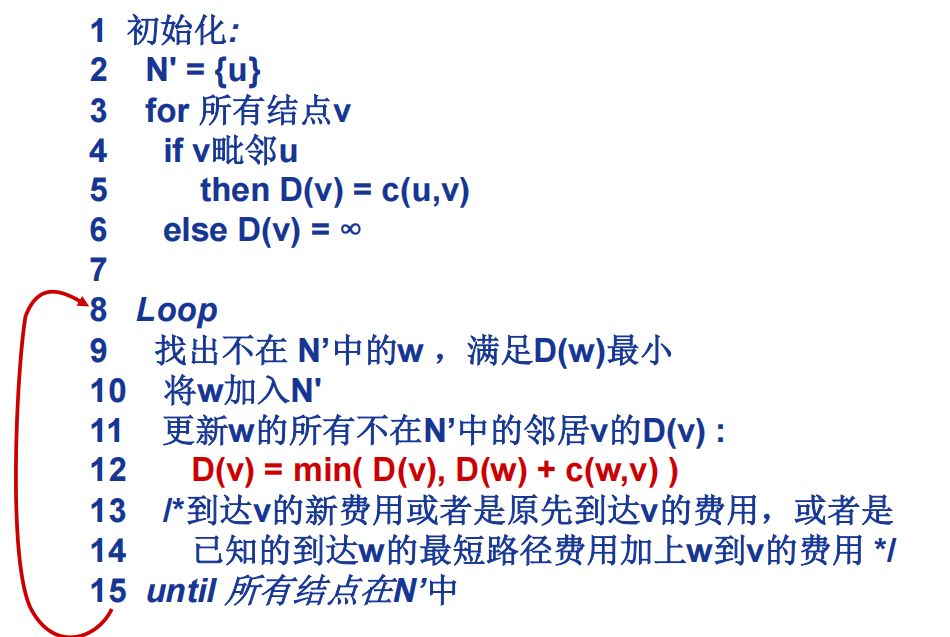 1 初始化:
2 N' = {u}
3 for 所有结点v
4 if v毗邻u
5 then D(v) = c(u,v)
6 else D(v) = ∞
7
8 Loop
9 找出不在 N’中的w ，满足D(w)最小
10 将w加入N'
11 更新w的所有不在N’中的邻居v的D(v) :
12 D(v) = min( D(v), D(w) + c(w,v) )
13 /*到达v的新费用或者是原先到达v的费用，或者是
14 已知的到达w的最短路径费用加上w到v的费用 */
15 until 所有结点在N’中